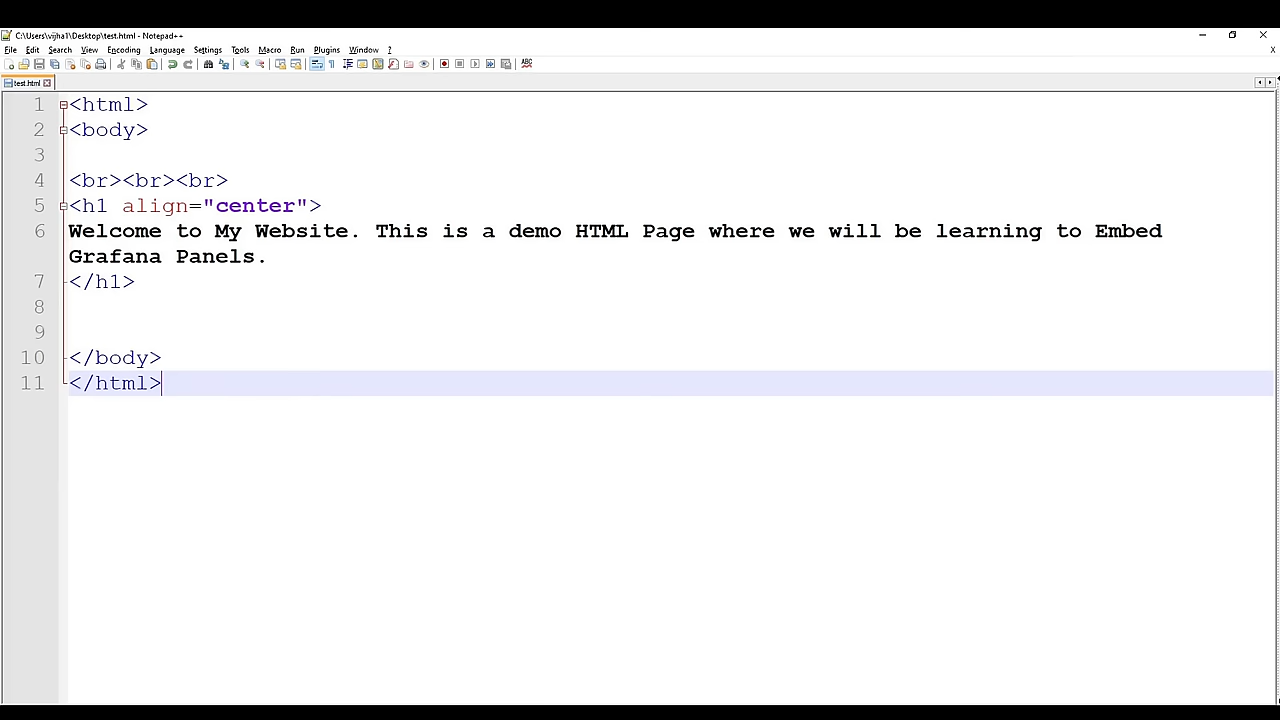 C:\Users\vijha1\Desktop\test.html - Notepad++
File Edit Search View Encoding Language Settings Tools Macro Run Plugins Window ?
X
test.html
1 <html>
2 <body>
3
4 <br><br><br>
5 <h1 align="center">
6 Welcome to My Website. This is a demo HTML Page where we will be learning to Embed
Grafana Panels.
7 </h1>
8
9
10 </body>
11 </html>